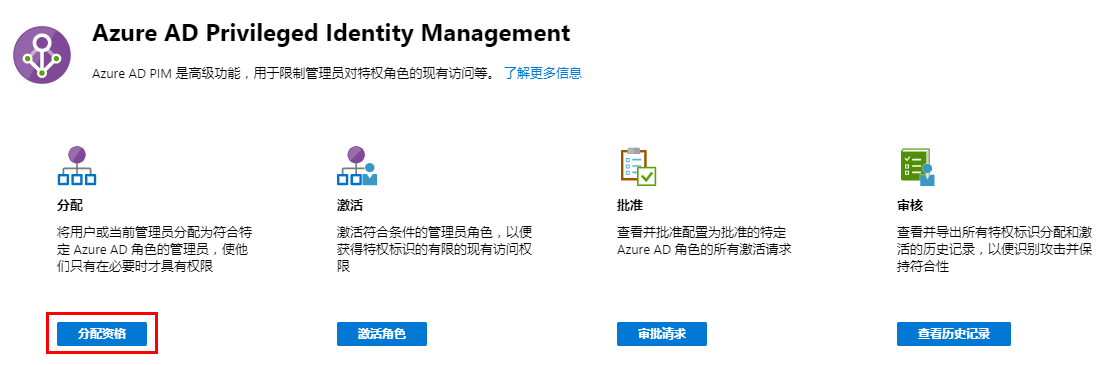 Azure AD Privileged Identity Management
Azure AD PIM 是高级功能，用于限制管理员对特权角色的现有访问等。 了解更多信息
分配
将用户或当前管理员分配为符合特
定 Azure AD 角色的管理员，使他
们只有在必要时才具有权限
分配资格
激活
激活符合条件的管理员角色，以便
获得特权标识的有限的现有访问权
限
激活角色
批准
查看并批准配置为批准的特定
Azure AD 角色的所有激活请求
审批请求
审核
查看并导出所有特权标识分配和激
活的历史记录，以便识别攻击并保
持符合性
查看历史记录